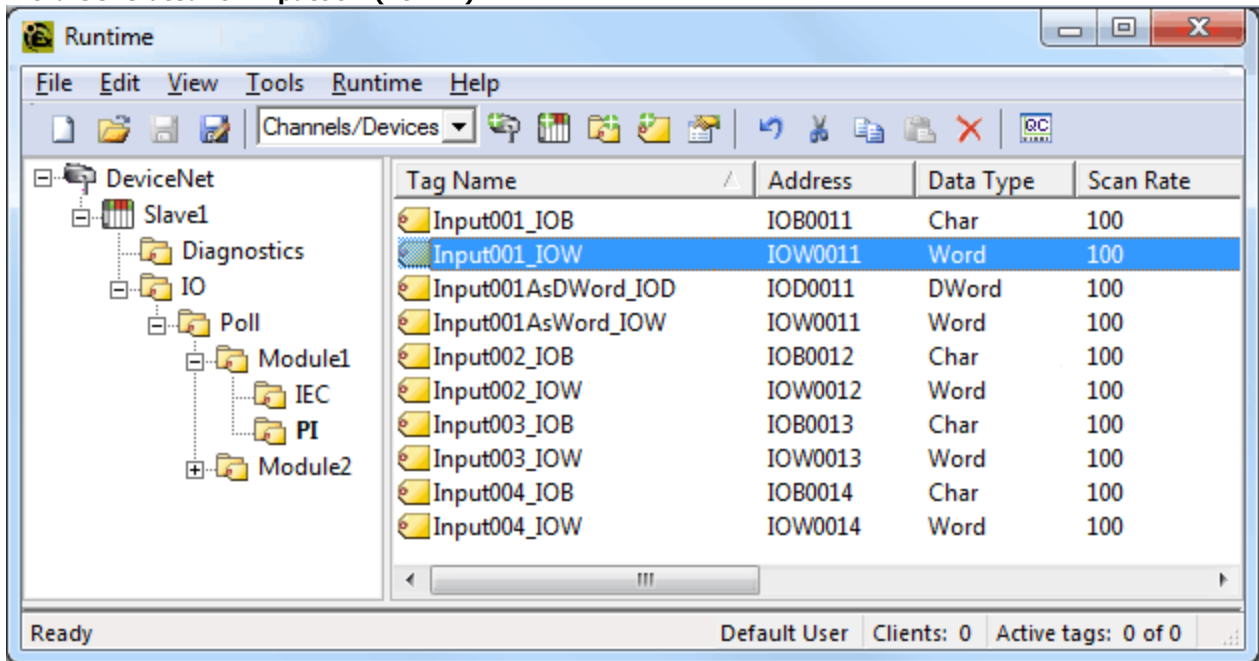 Runtime
File Edit View Tools Runtime Help
Channels/Devices
DeviceNet
Slave1
Diagnostics
IO
Poll
Module1
IEC
PI
Module2
Tag Name Address Data Type Scan Rate
Input001_IOB IOB0011 Char 100
Input001_IOW IOW0011 Word 100
Input001AsDWord_IOD IOD0011 DWord 100
Input001AsWord_IOW IOW0011 Word 100
Input002_IOB IOB0012 Char 100
Input002_IOW IOW0012 Word 100
Input003_IOB IOB0013 Char 100
Input003_IOW IOW0013 Word 100
Input004_IOB IOB0014 Char 100
Input004_IOW IOW0014 Word 100
Ready Default User Clients: 0 Active tags: 0 of 0